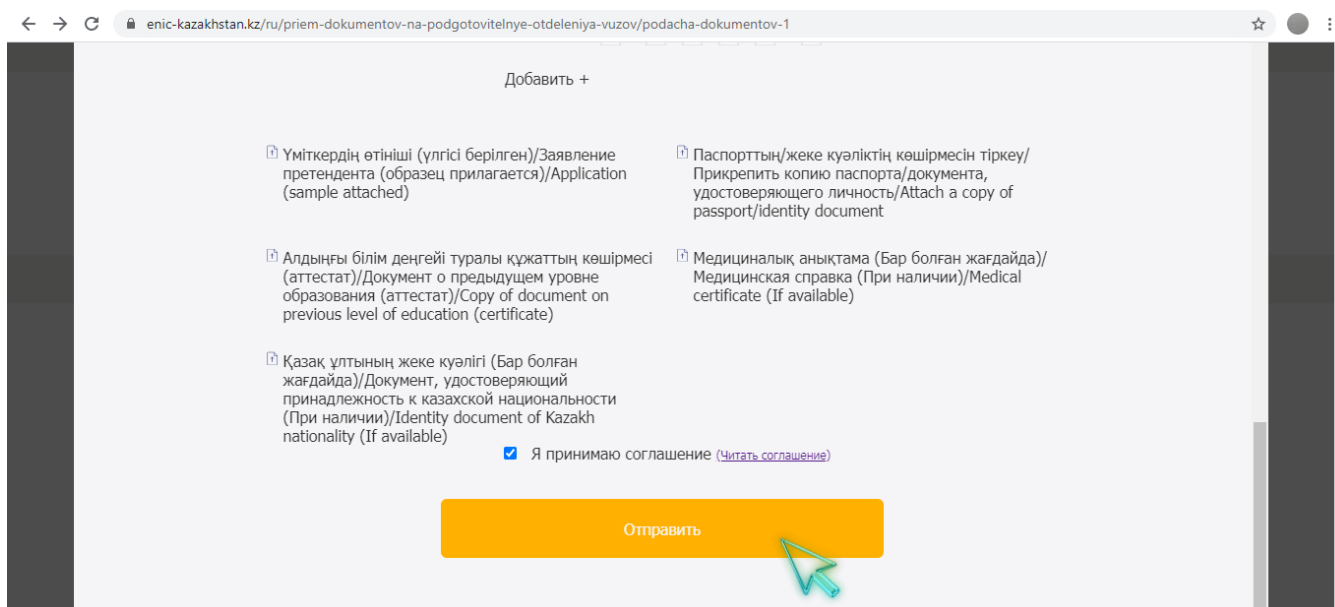 enic-kazakhstan.kz/ru/priem-dokumentov-na-podgotovitelnye-otdeleniya-vuzov/podacha-dokumentov-1
Добавить +
Үміткердің өтініші (үлгісі берілген)/Заявление
претендента (образец прилагается)/Application
(sample attached)
Паспорттың/жеке куәліктің көшірмесін тіркеу/
Прикрепить копию паспорта/документа,
удостоверяющего личность/Attach a copy of
passport/identity document
Алдыңғы білім деңгейі туралы құжаттың көшірмесі
(аттестат)/Документ о предыдущем уровне
образования (аттестат)/Copy of document on
previous level of education (certificate)
Медициналық анықтама (Бар болған жағдайда)/
Медицинская справка (При наличии)/Medical
certificate (If available)
Қазақ ұлтының жеке куәлігі (Бар болған
жағдайда)/Документ, удостоверяющий
принадлежность к казахской национальности
(При наличии)/Identity document of Kazakh
nationality (If available)
Я принимаю соглашение (Читать соглашение)
Отправить